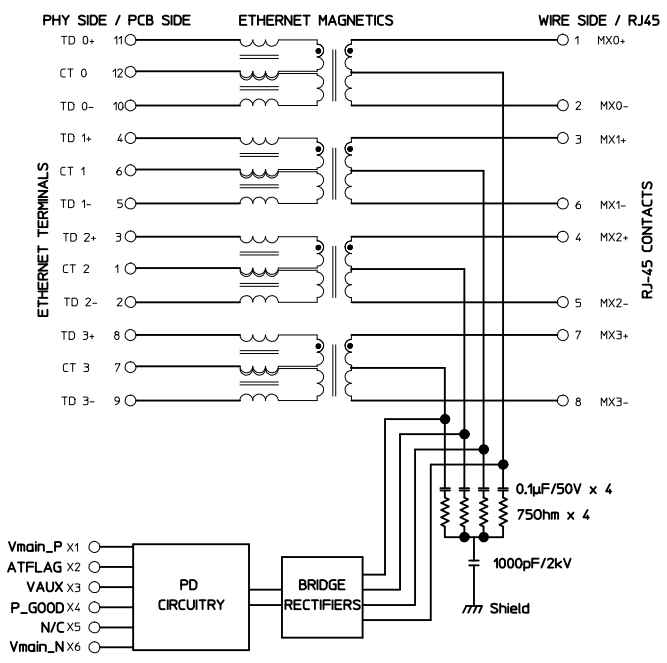 PHY SIDE / PCB SIDE ETHERNET MAGNETICS WIRE SIDE / RJ45
TD 0+ 11 1 MX0+
CT 0 12
TD 0- 10 2 MX0-
TD 1+ 4 3 MX1+
CT 1 6
TD 1- 5 6 MX1-
TD 2+ 3 4 MX2+
CT 2 1
TD 2- 2 5 MX2-
TD 3+ 8 7 MX3+
CT 3 7
TD 3- 9 8 MX3-
ETHERNET TERMINALS
RJ-45 CONTACTS
0.1µF/50V x 4
75Ohm x 4
1000pF/2kV
Shield
Vmain_P X1
ATFLAG X2
VAUX X3
P_GOOD X4
N/C X5
Vmain_N X6
PD
CIRCUITRY
BRIDGE
RECTIFIERS